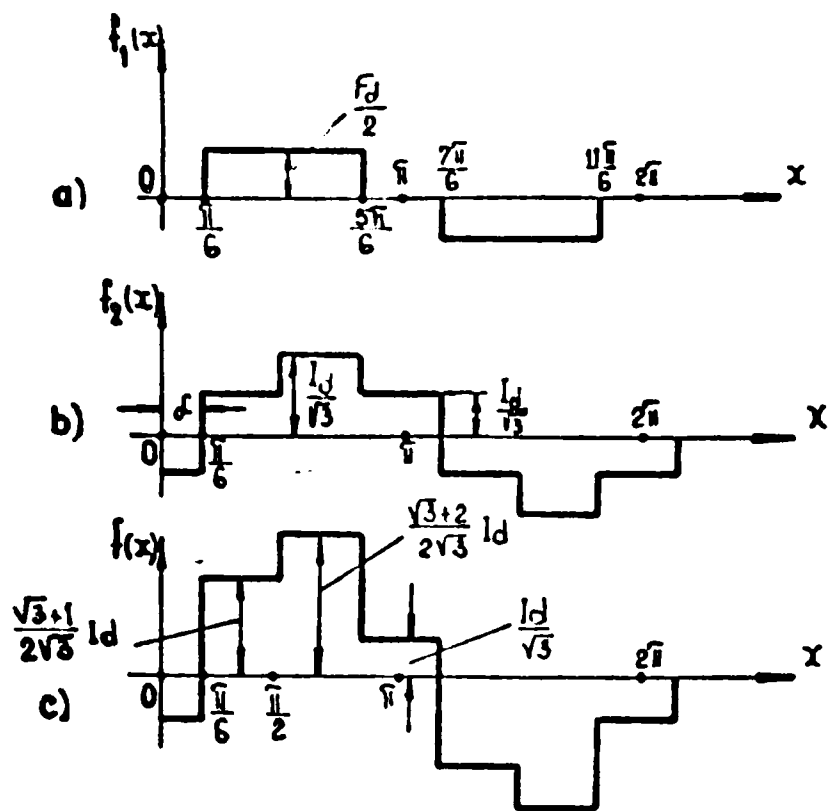 f₁(x)
Fd/2
a)
0
π/6
5π/6
π
7π/6
11π/6
2π
x
f₂(x)
b)
α
0
π/6
Id/√3
π
Id/√3
2π
x
f(x)
(√3+1)/(2√3) Id
(√3+2)/(2√3) Id
Id/√3
c)
0
π/6
π/2
π
2π
x